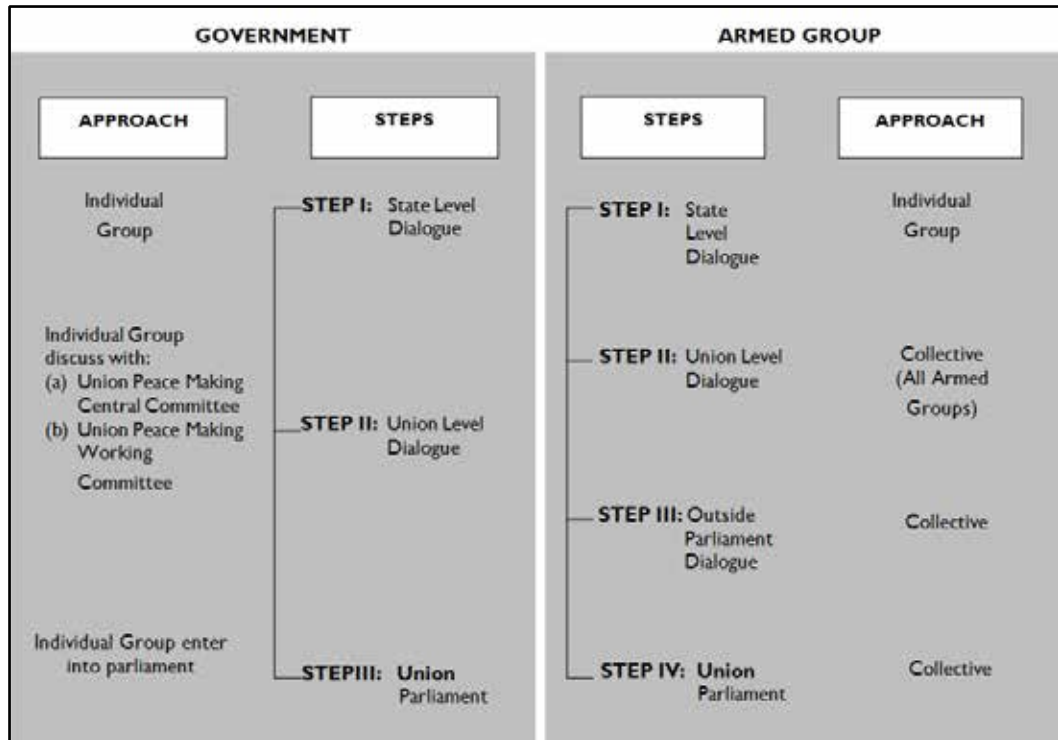 GOVERNMENT
APPROACH
STEPS
Individual
Group
STEP I: State Level
Dialogue
Individual Group
discuss with:
(a) Union Peace Making
Central Committee
(b) Union Peace Making
Working
Committee
STEP II: Union Level
Dialogue
Individual Group enter
into parliament
STEPIII: Union
Parliament
ARMED GROUP
STEPS
APPROACH
STEP I: State
Level
Dialogue
Individual
Group
STEP II: Union Level
Dialogue
Collective
(All Armed
Groups)
STEP III: Outside
Parliament
Dialogue
Collective
STEP IV: Union
Parliament
Collective